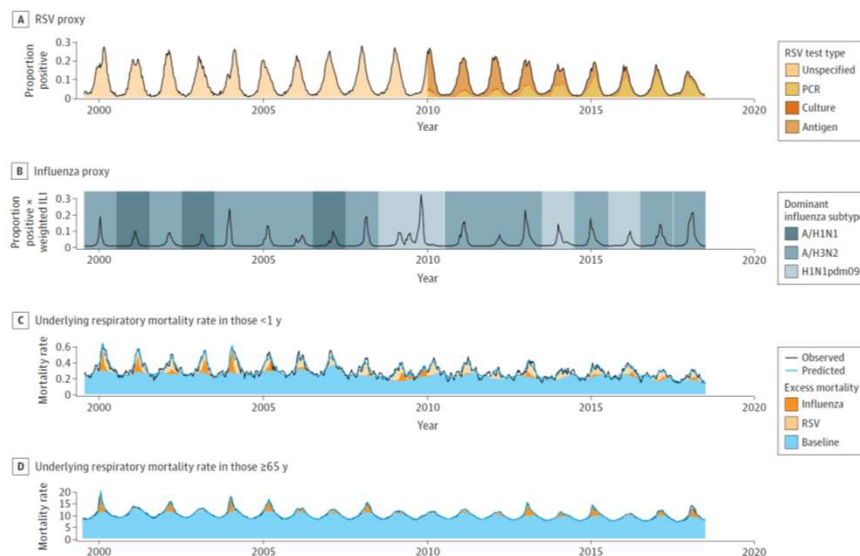 A RSV proxy
Proportion positive
0.3
0.2
0.1
0
2000
2005
2010
2015
2020
Year
RSV test type
Unspecified
PCR
Culture
Antigen
B Influenza proxy
Proportion positive × weighted ILI
0.3
0.2
0.1
0
2000
2005
2010
2015
2020
Year
Dominant
influenza subtype
A/H1N1
A/H3N2
H1N1pdm09
C Underlying respiratory mortality rate in those <1 y
Mortality rate
0.6
0.4
0.2
0
2000
2005
2010
2015
2020
Year
Observed
Predicted
Excess mortality
Influenza
RSV
Baseline
D Underlying respiratory mortality rate in those ≥65 y
Mortality rate
20
15
10
5
0
2000
2005
2010
2015
2020
Year